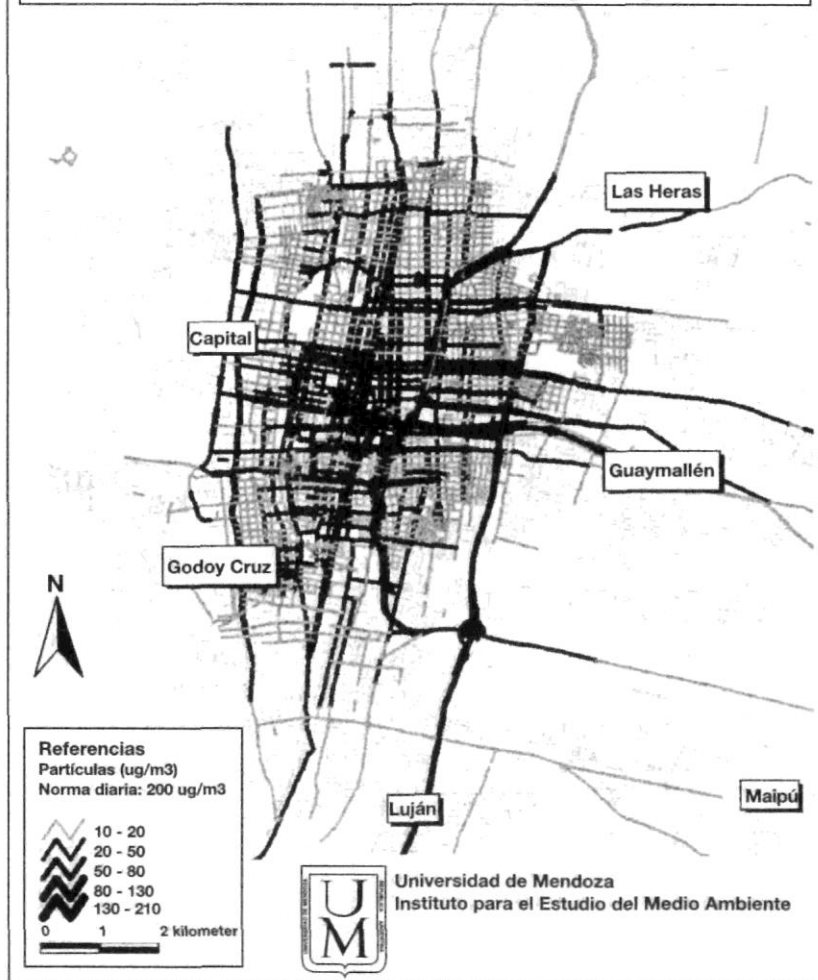 Las Heras
Capital
Guaymallén
Godoy Cruz
N
Referencias
Partículas (ug/m3)
Norma diaria: 200 ug/m3
10 - 20
20 - 50
50 - 80
80 - 130
130 - 210
0 1 2 kilometer
Luján
Maipú
UM
Universidad de Mendoza
Instituto para el Estudio del Medio Ambiente